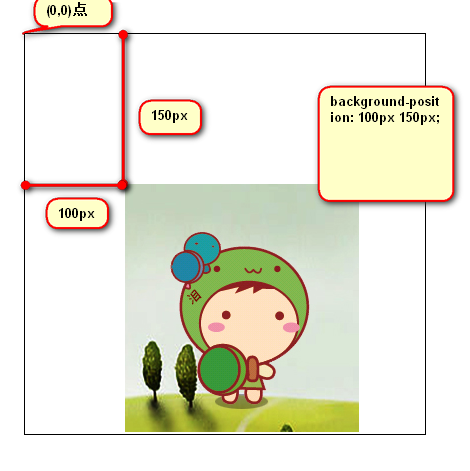 (0,0)点
150px
background-posit
ion: 100px 150px;
100px